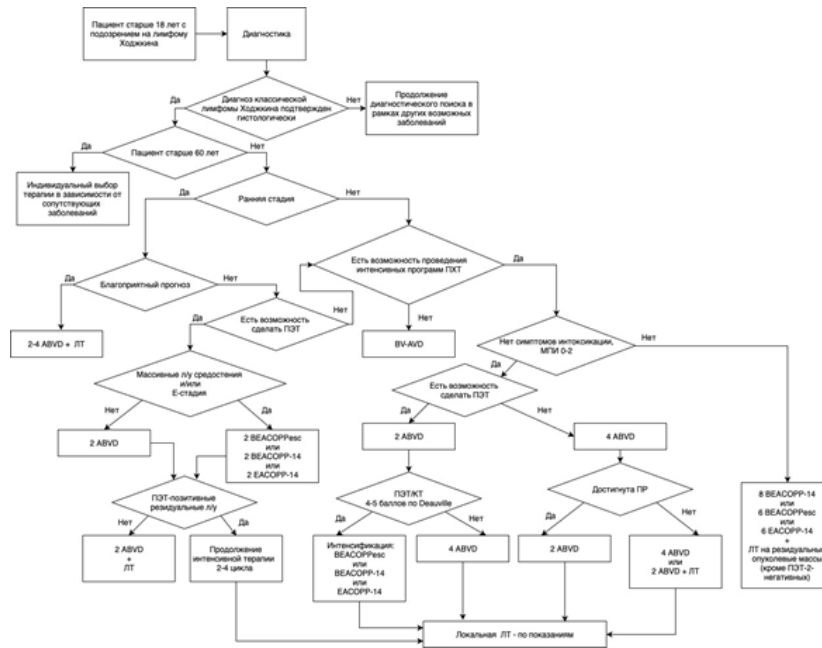 Пациент старше 18 лет с
подозрением на лимфому
Ходжкина
Диагностика
Диагноз классической
лимфомы Ходжкина подтвержден
гистологически
Да
Нет
Продолжение
диагностического поиска в
рамках других возможных
заболеваний
Пациент старше 60 лет
Да
Нет
Индивидуальный выбор
терапии в зависимости от
сопутствующих
заболеваний
Ранняя стадия
Да
Нет
Благоприятный прогноз
Да
Нет
Есть возможность проведения
интенсивных программ ПХТ
Да
Нет
2-4 ABVD + ЛТ
Есть возможность
сделать ПЭТ
Нет
Да
BV-AVD
Нет симптомов интоксикации,
МПИ 0-2
Нет
Да
Массивные л/у средостения
и/или
Е-стадия
Нет
Да
Есть возможность
сделать ПЭТ
Да
Нет
2 ABVD
2 BEACOPPesc
или
2 BEACOPP-14
или
2 EACOPP-14
2 ABVD
4 ABVD
ПЭТ-позитивные
резидуальные л/у
Нет
Да
ПЭТ/КТ
4-5 баллов по Deauville
Да
Нет
Достигнута ПР
Да
Нет
8 BEACOPP-14
или
6 BEACOPPesc
или
6 EACOPP-14
+
ЛТ на резидуальные
опухолевые массы
(кроме ПЭТ-2-
негативных)
2 ABVD
+
ЛТ
Продолжение
интенсивной терапии
2-4 цикла
Интенсификация:
BEACOPPesc
или
BEACOPP-14
или
EACOPP-14
4 ABVD
2 ABVD
4 ABVD
или
2 ABVD + ЛТ
Локальная ЛТ - по показаниям